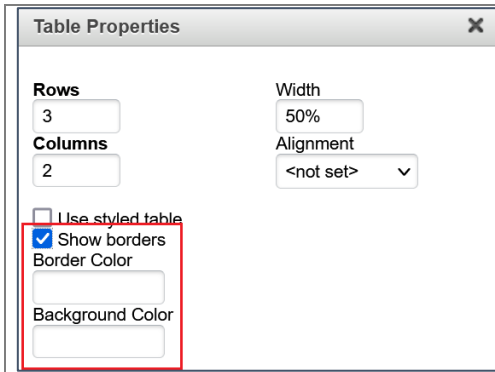 Table Properties
Rows
3
Columns
2
Width
50%
Alignment
<not set>
Use styled table
Show borders
Border Color
Background Color